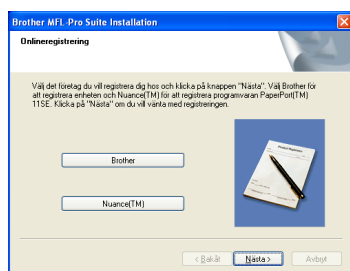 Brother MFL-Pro Suite Installation
Onlineregistrering
Välj det företag du vill registrera dig hos och klicka på knappen "Nästa". Välj Brother för
att registrera enheten och Nuance(TM) för att registrera programvaran PaperPort(TM)
11SE. Klicka på "Nästa" om du vill vänta med registreringen.
Brother
Product Registration
Nuance(TM)
< Bakåt
Nästa >
Avbryt